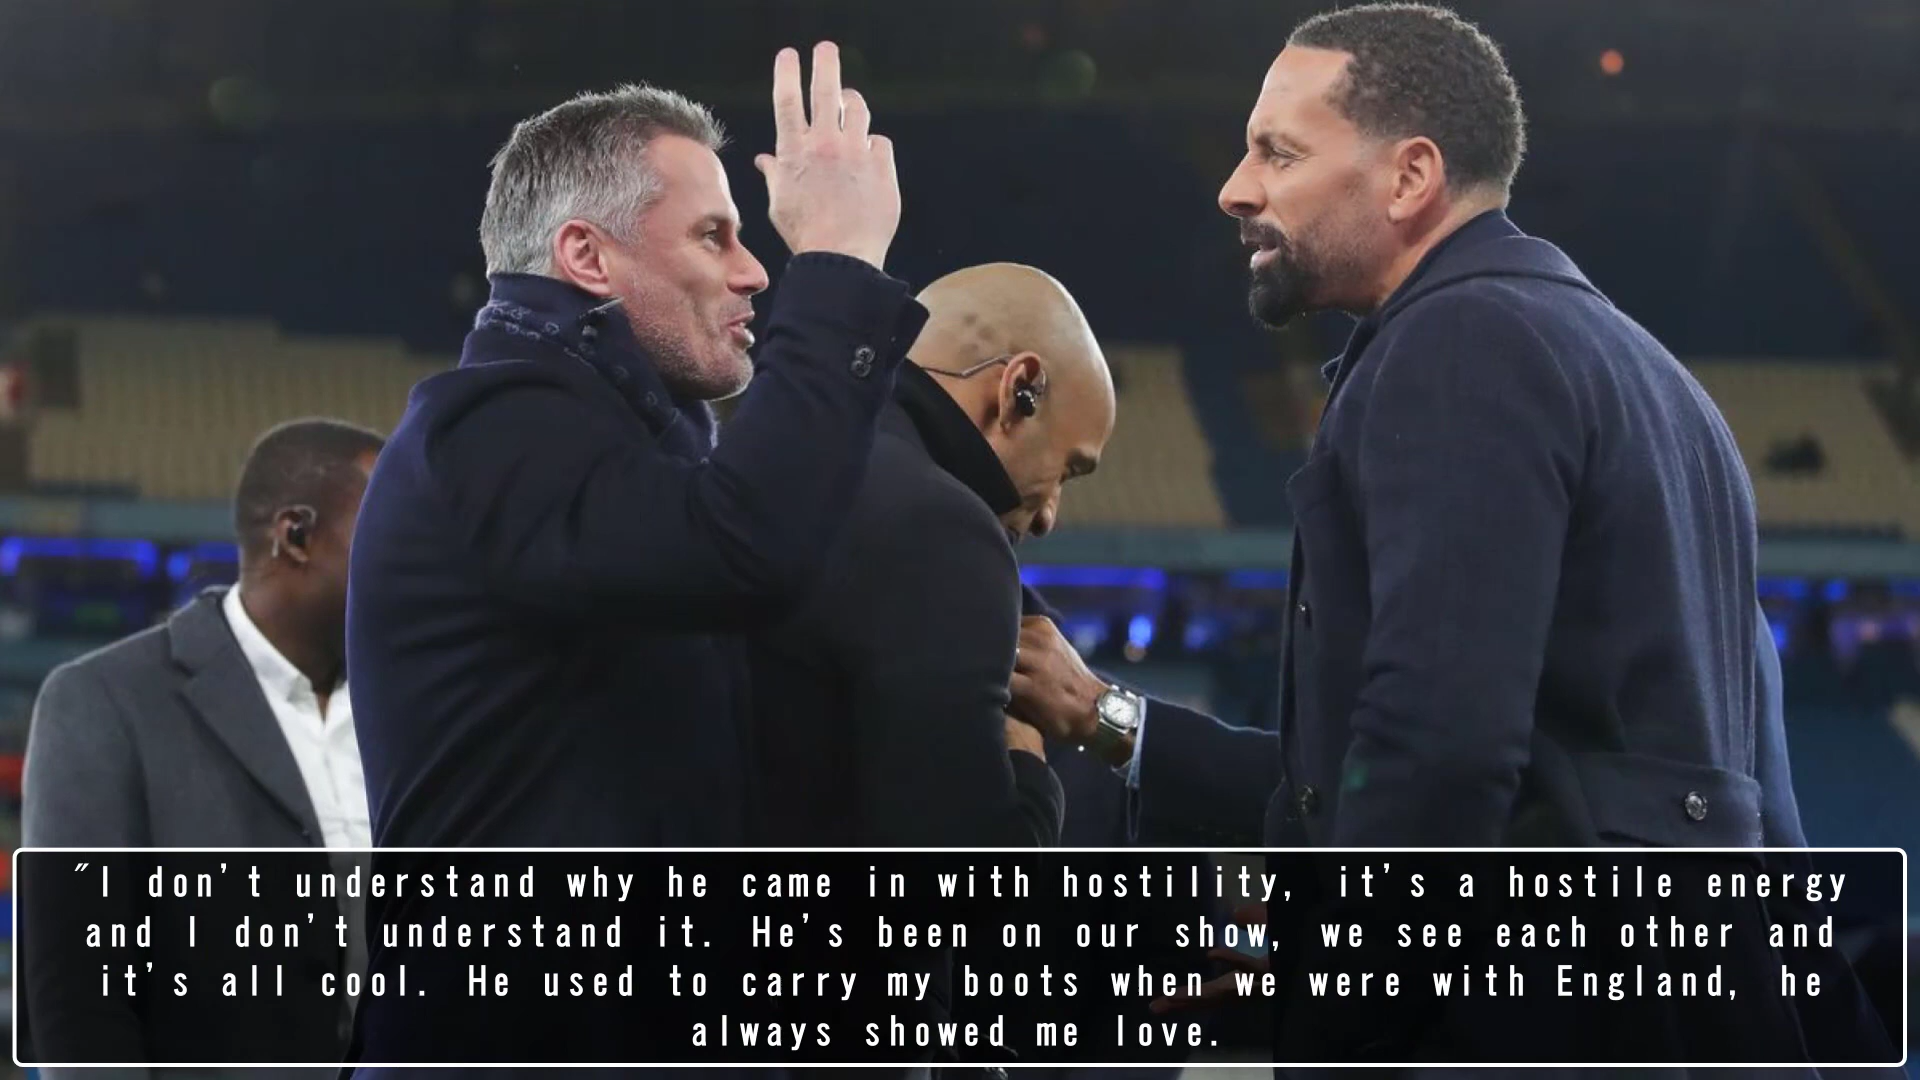 "I don't understand why he came in with hostility, it's a hostile energy
and I don't understand it. He's been on our show, we see each other and
it's all cool. He used to carry my boots when we were with England, he
always showed me love.